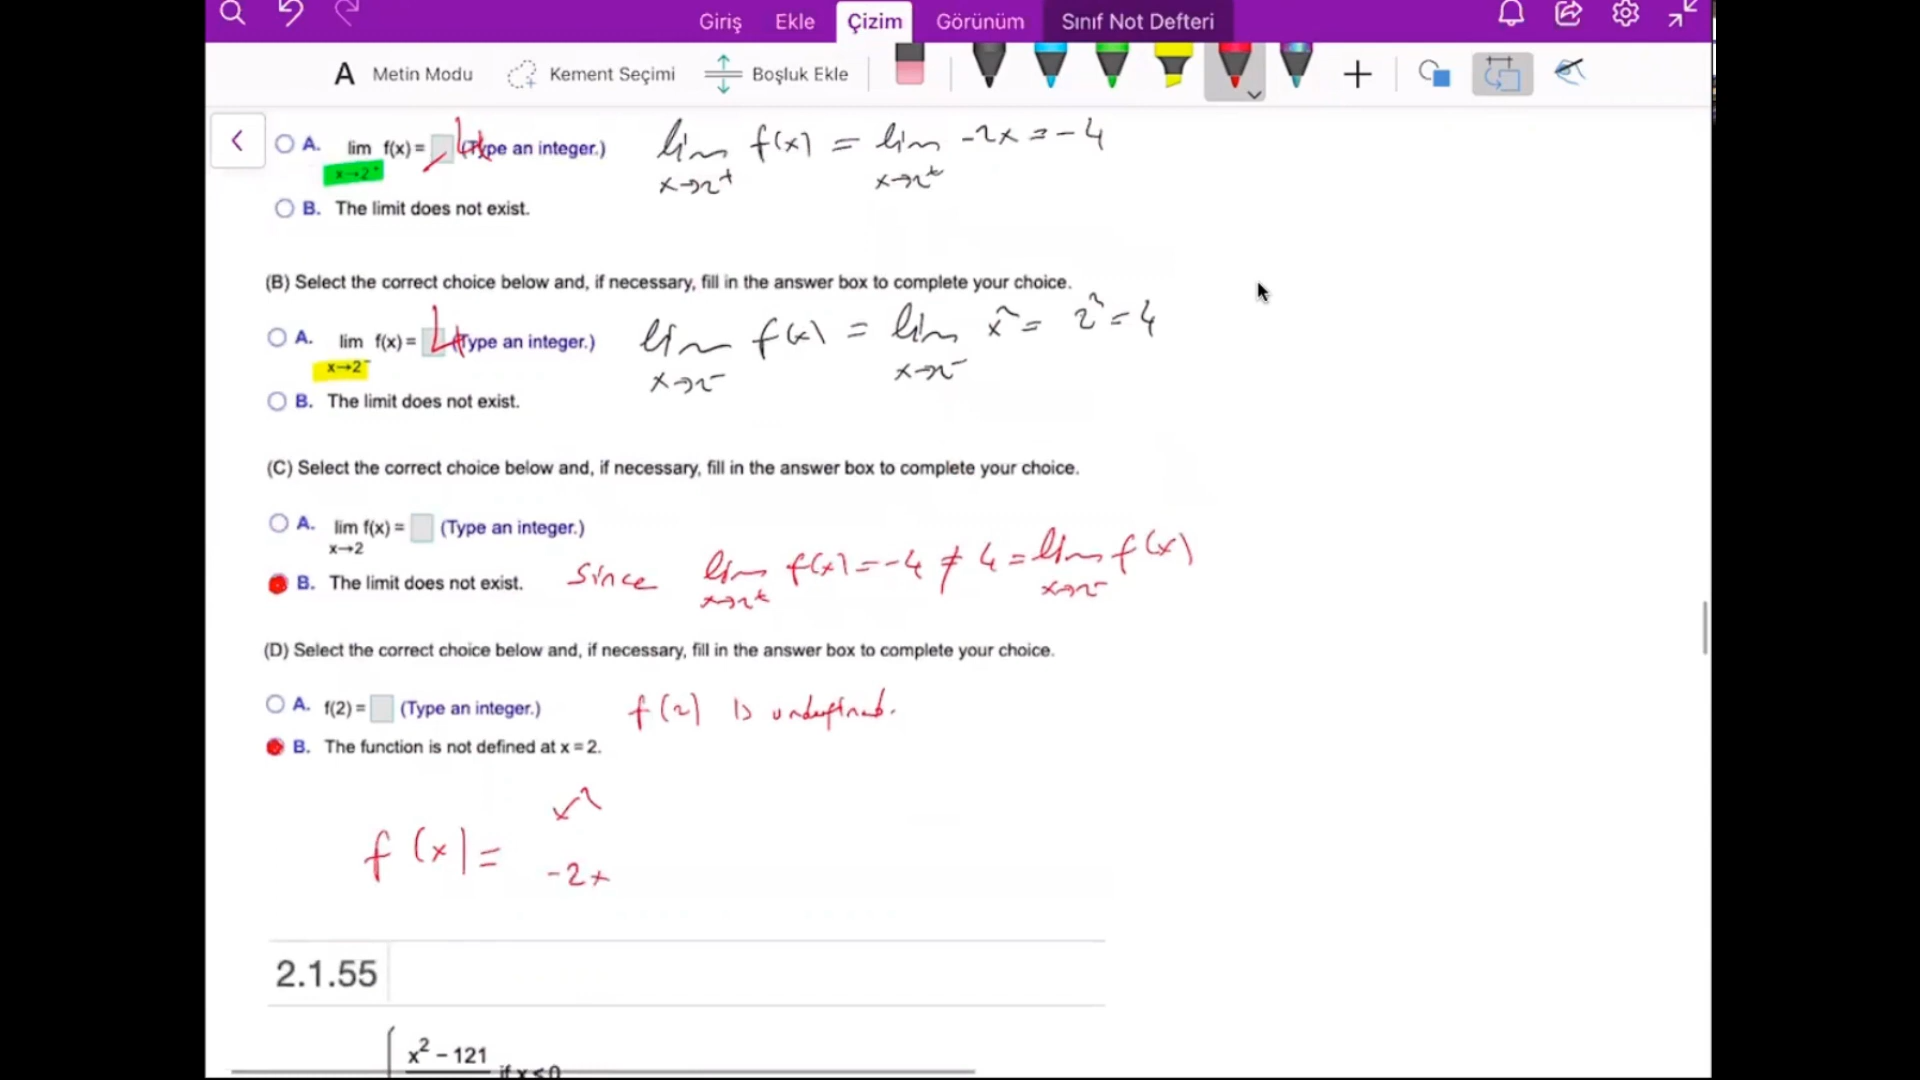 Giriş Ekle Çizim Görünüm Sınıf Not Defteri
A Metin Modu Kement Seçimi Boşluk Ekle
A. lim f(x) = -4 (Type an integer.) lim f(x) = lim -2x = -4
x→2⁺ x→2⁺ x→2⁺
B. The limit does not exist.
(B) Select the correct choice below and, if necessary, fill in the answer box to complete your choice.
A. lim f(x) = 4 (Type an integer.) lim f(x) = lim x² = 2² = 4
x→2⁻ x→2⁻ x→2⁻
B. The limit does not exist.
(C) Select the correct choice below and, if necessary, fill in the answer box to complete your choice.
A. lim f(x) = (Type an integer.)
x→2
B. The limit does not exist. Since lim f(x) = -4 ≠ 4 = lim f(x)
x→2⁺ x→2⁻
(D) Select the correct choice below and, if necessary, fill in the answer box to complete your choice.
A. f(2) = (Type an integer.) f(2) is undefined.
B. The function is not defined at x = 2.
x²
f(x) =
-2x
2.1.55
x² − 121
if x < 0